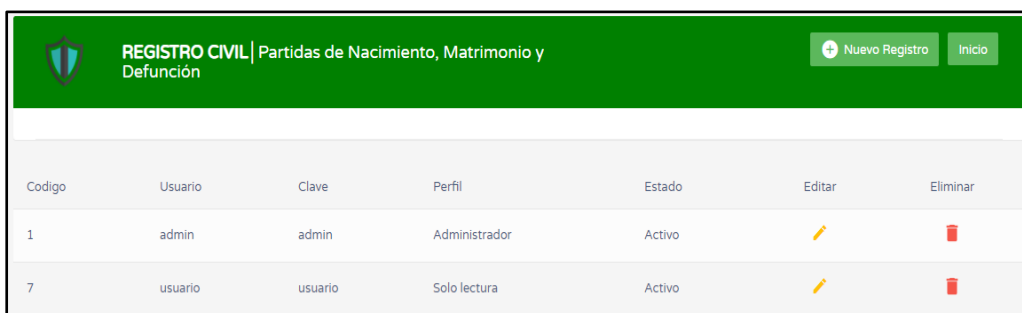 REGISTRO CIVIL| Partidas de Nacimiento, Matrimonio y
Defunción
Nuevo Registro
Inicio
Codigo Usuario Clave Perfil Estado Editar Eliminar
1 admin admin Administrador Activo
7 usuario usuario Solo lectura Activo